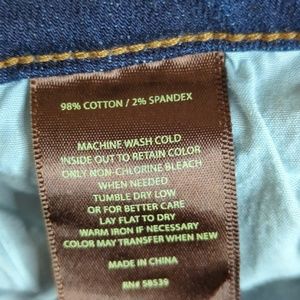 98% COTTON / 2% SPANDEX
MACHINE WASH COLD
INSIDE OUT TO RETAIN COLOR
ONLY NON-CHLORINE BLEACH
WHEN NEEDED
TUMBLE DRY LOW
OR FOR BETTER CARE
LAY FLAT TO DRY
WARM IRON IF NECESSARY
COLOR MAY TRANSFER WHEN NEW
MADE IN CHINA
RN# 58539